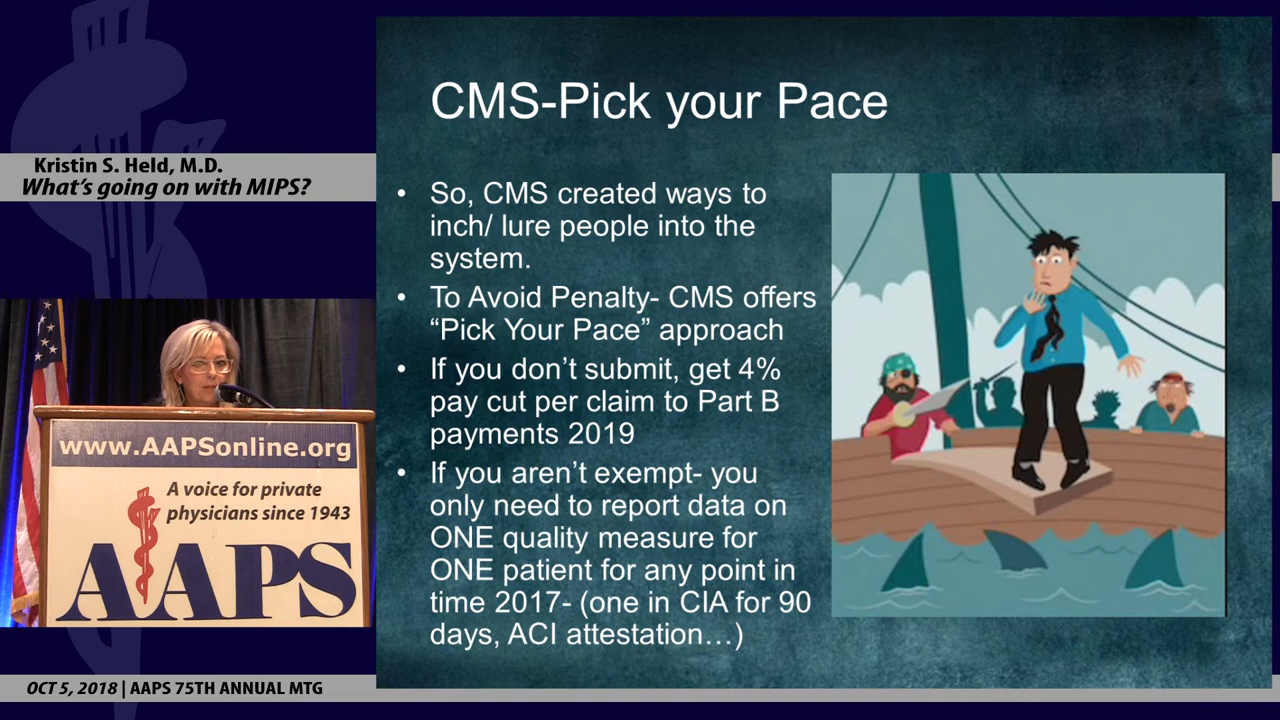 Kristin S. Held, M.D.
What's going on with MIPS?
www.AAPSonline.org
A voice for private
physicians since 1943
AAPS
OCT 5, 2018 | AAPS 75TH ANNUAL MTG
CMS-Pick your Pace
• So, CMS created ways to
inch/ lure people into the
system.
• To Avoid Penalty- CMS offers
“Pick Your Pace” approach
• If you don’t submit, get 4%
pay cut per claim to Part B
payments 2019
• If you aren’t exempt- you
only need to report data on
ONE quality measure for
ONE patient for any point in
time 2017- (one in CIA for 90
days, ACI attestation…)